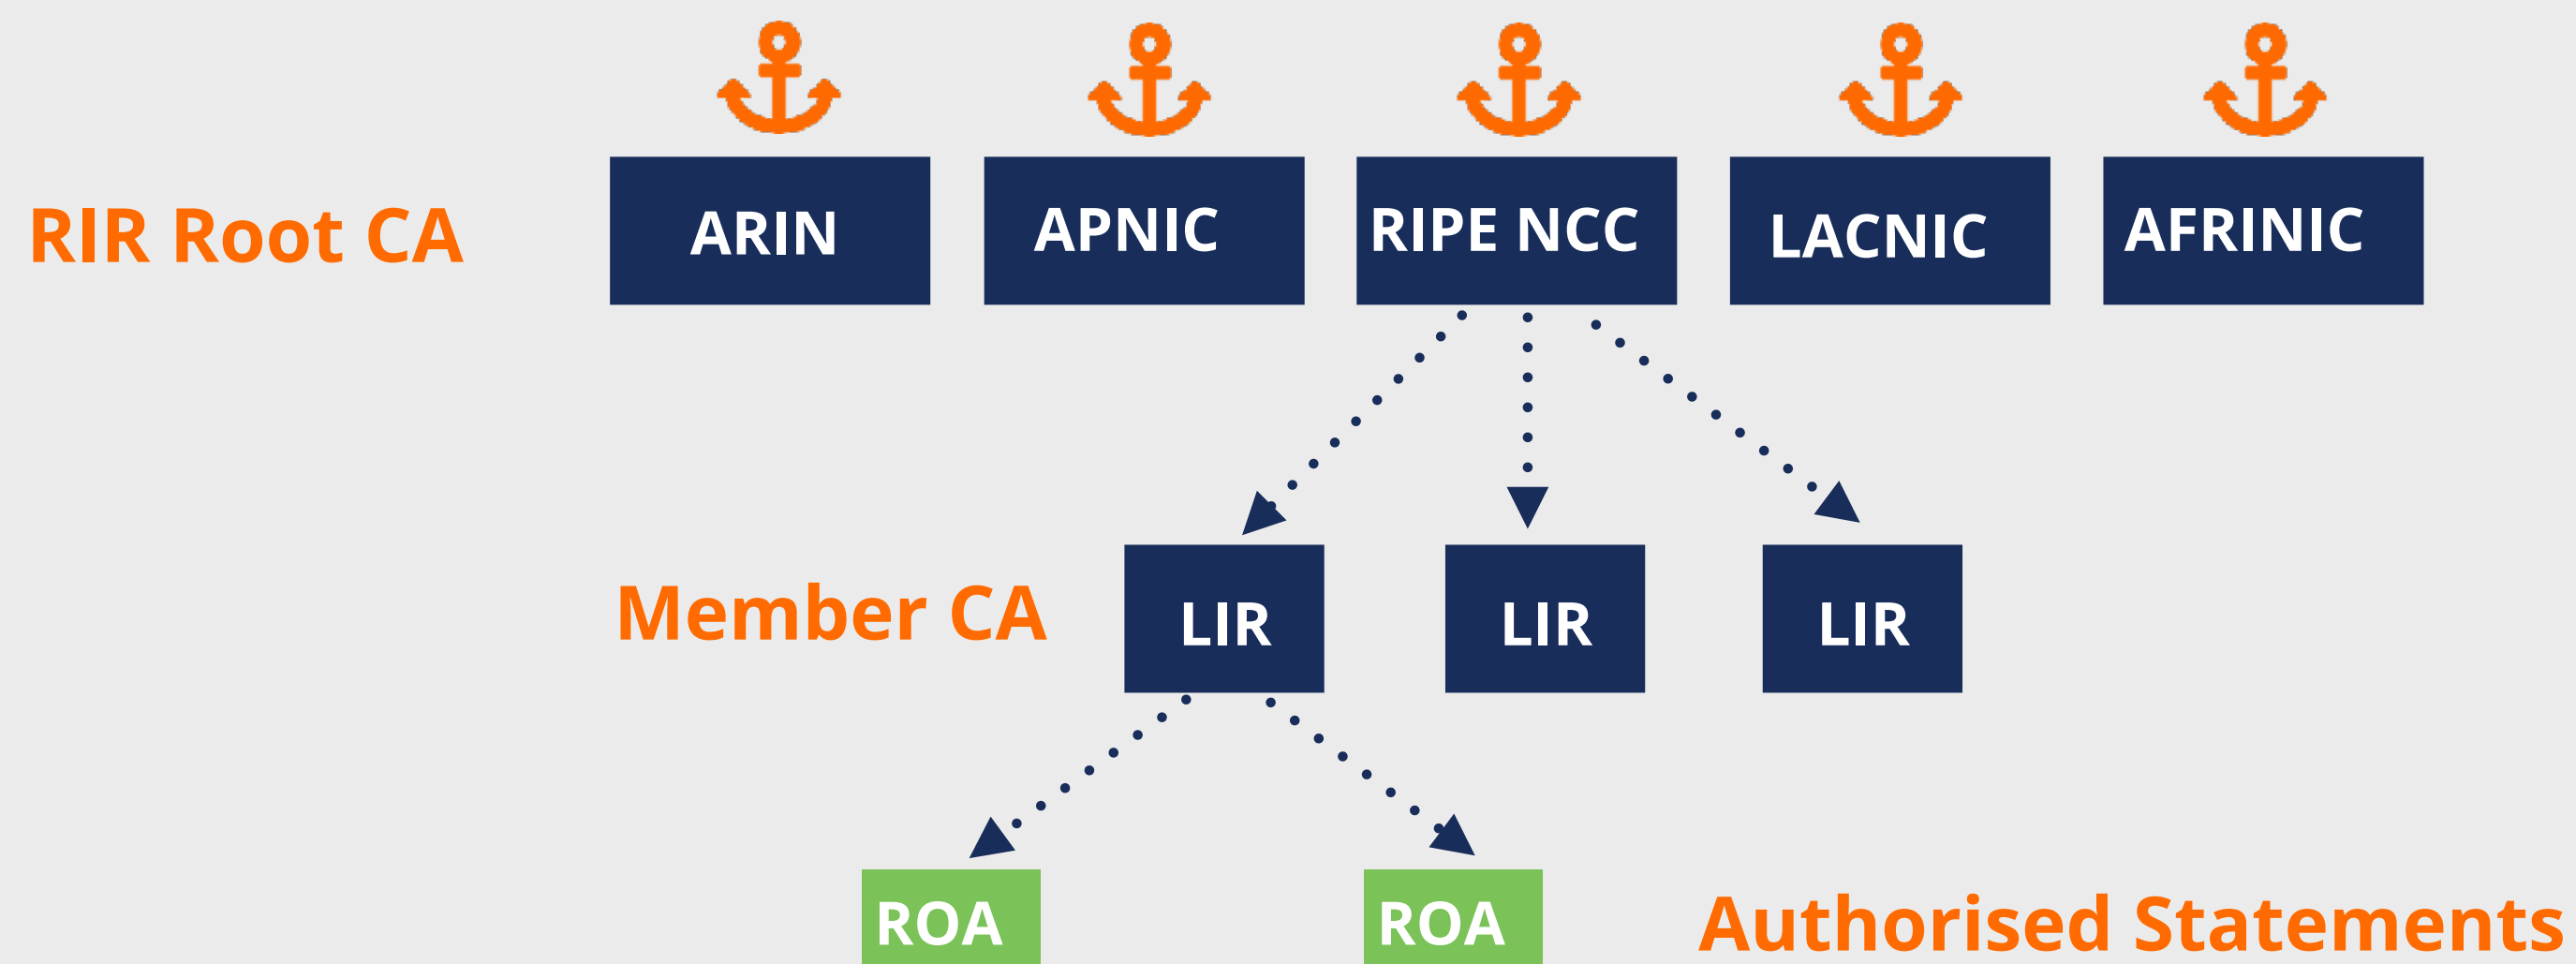 RIR Root CA
ARIN
APNIC
RIPE NCC
LACNIC
AFRINIC
Member CA
LIR
LIR
LIR
ROA
ROA
Authorised Statements